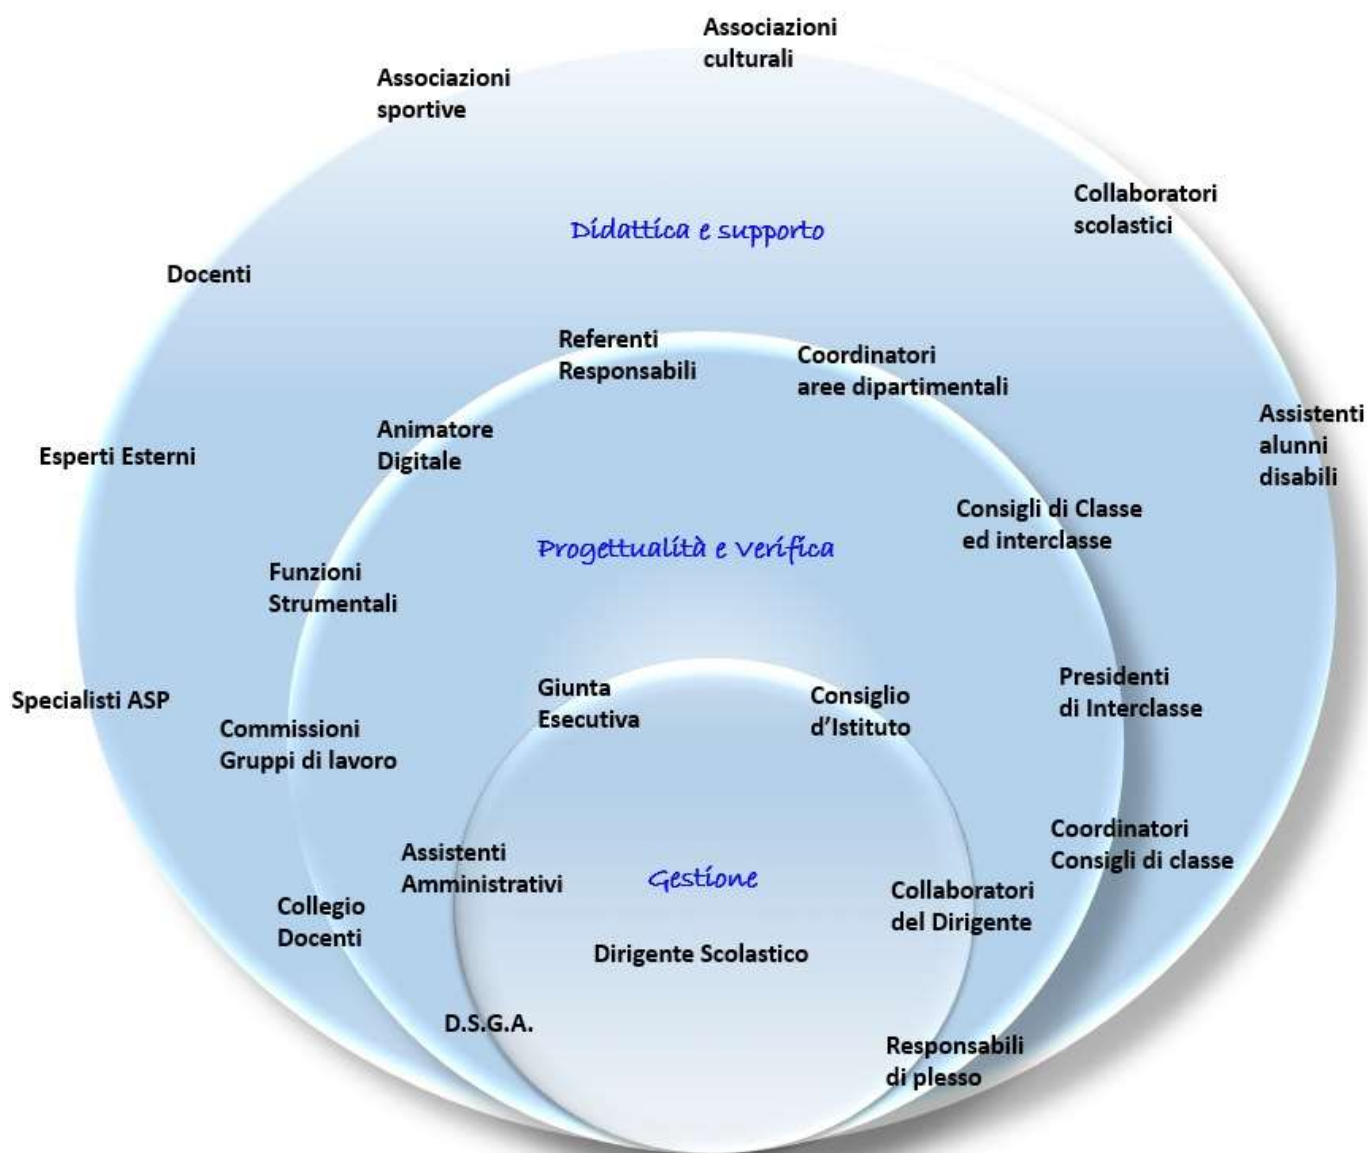 Associazioni
culturali
Associazioni
sportive
Collaboratori
scolastici
Didattica e supporto
Docenti
Referenti
Responsabili
Coordinatori
aree dipartimentali
Assistenti
alunni
disabili
Animatore
Digitale
Esperti Esterni
Consigli di Classe
ed interclasse
Progettualità e Verifica
Funzioni
Strumentali
Giunta
Esecutiva
Consiglio
d’Istituto
Presidenti
di Interclasse
Specialisti ASP
Commissioni
Gruppi di lavoro
Coordinatori
Consigli di classe
Assistenti
Amministrativi
Gestione
Collaboratori
del Dirigente
Collegio
Docenti
Dirigente Scolastico
D.S.G.A.
Responsabili
di plesso